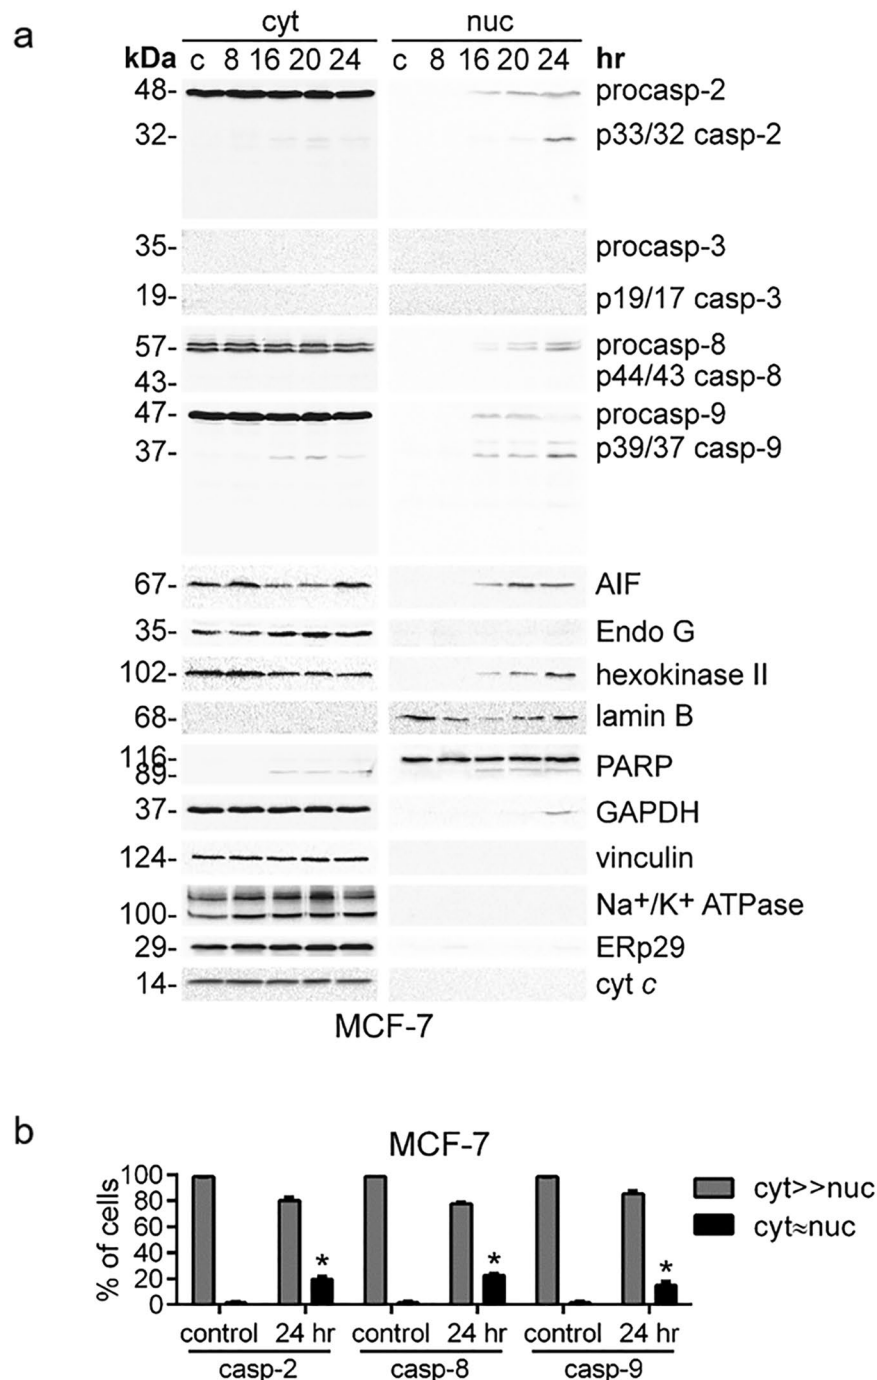 a
cyt nuc
kDa c 8 16 20 24 c 8 16 20 24 hr
48- procasp-2
32- p33/32 casp-2
35- procasp-3
19- p19/17 casp-3
57- procasp-8
43- p44/43 casp-8
47- procasp-9
37- p39/37 casp-9
67- AIF
35- Endo G
102- hexokinase II
68- lamin B
116-
89- PARP
37- GAPDH
124- vinculin
100- Na+/K+ ATPase
29- ERp29
14- cyt c
MCF-7
b
MCF-7
% of cells
100
80
60
40
20
0
* * *
cyt>>nuc
cyt≈nuc
control 24 hr control 24 hr control 24 hr
casp-2 casp-8 casp-9